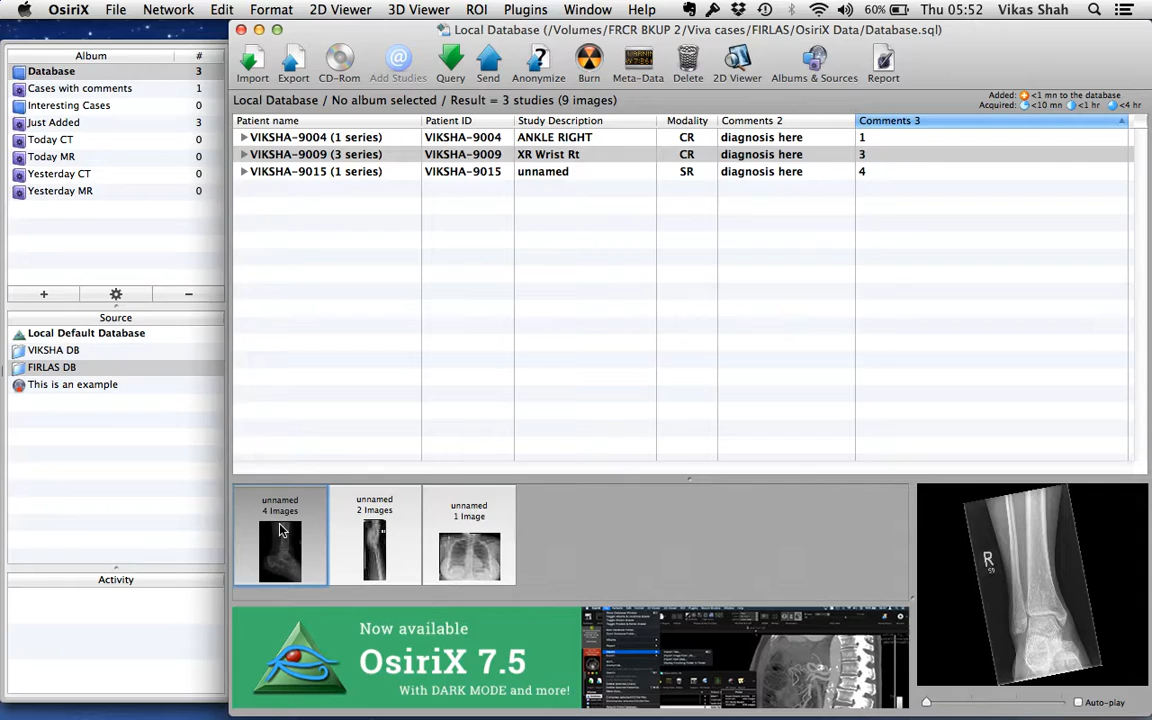 OsiriX File Network Edit Format 2D Viewer 3D Viewer ROI Plugins Window Help 60% Thu 05:52 Vikas Shah
Local Database (/Volumes/FRCR BKUP 2/Viva cases/FIRLAS/OsiriX Data/Database.sql)
Album #
Database 3
Cases with comments 1
Interesting Cases 0
Just Added 3
Today CT 0
Today MR 0
Yesterday CT 0
Yesterday MR 0
+ −
Source
Local Default Database
VIKSHA DB
FIRLAS DB
This is an example
Activity
Import Export CD-Rom Add Studies Query Send Anonymize Burn Meta-Data Delete 2D Viewer Albums & Sources Report
Local Database / No album selected / Result = 3 studies (9 images)
Added: <1 mn to the database
Acquired: <10 mn <1 hr <4 hr
Patient name Patient ID Study Description Modality Comments 2 Comments 3
VIKSHA-9004 (1 series) VIKSHA-9004 ANKLE RIGHT CR diagnosis here 1
VIKSHA-9009 (3 series) VIKSHA-9009 XR Wrist Rt CR diagnosis here 3
VIKSHA-9015 (1 series) VIKSHA-9015 unnamed SR diagnosis here 4
unnamed
4 Images
unnamed
2 Images
unnamed
1 Image
R
Now available
OsiriX 7.5
With DARK MODE and more!
Auto-play